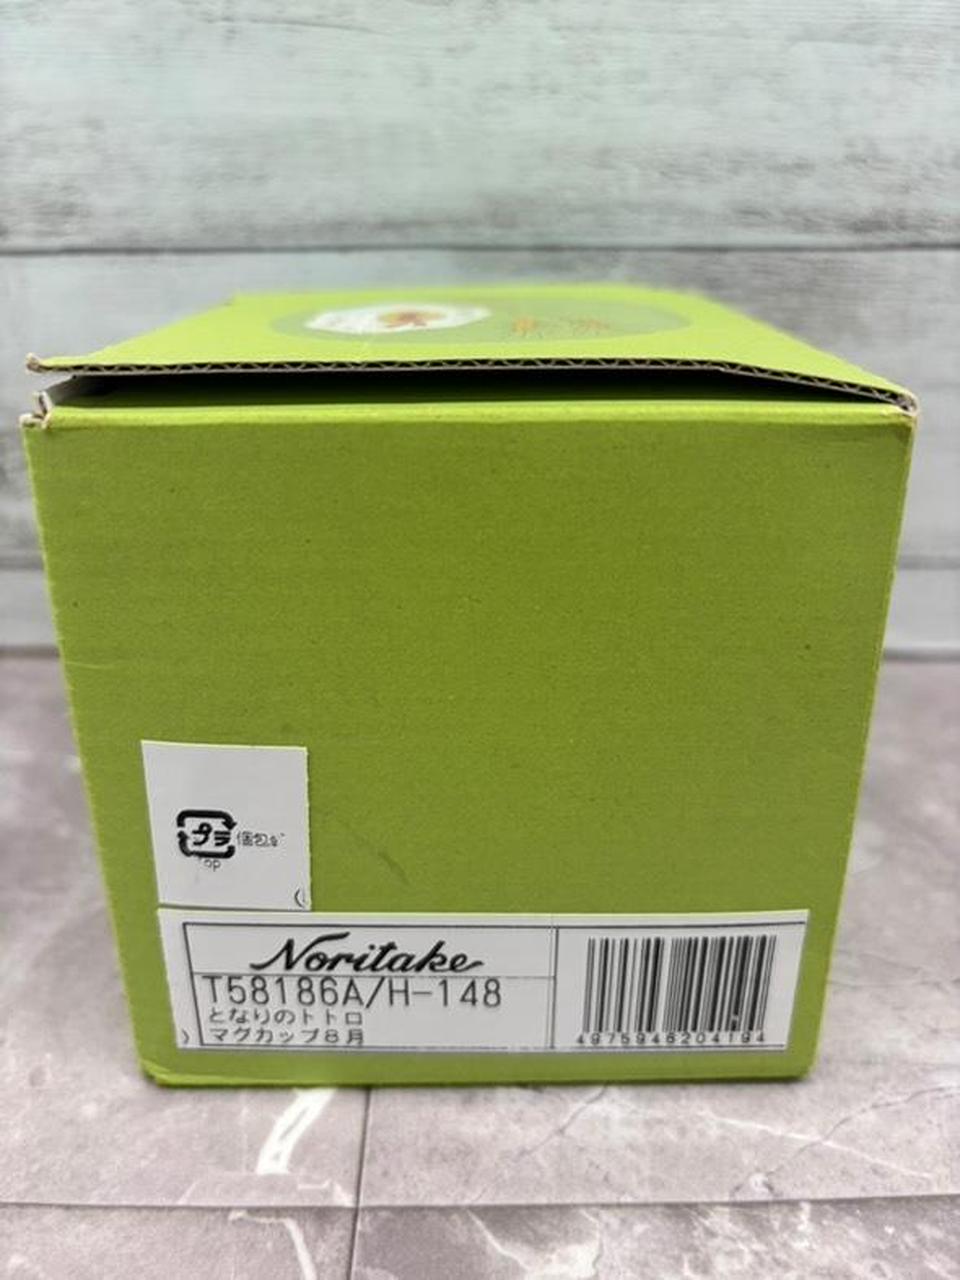 プラ 個包装
Noritake
T58186A/H-148
となりのトトロ
マグカップ8月
4975946204194